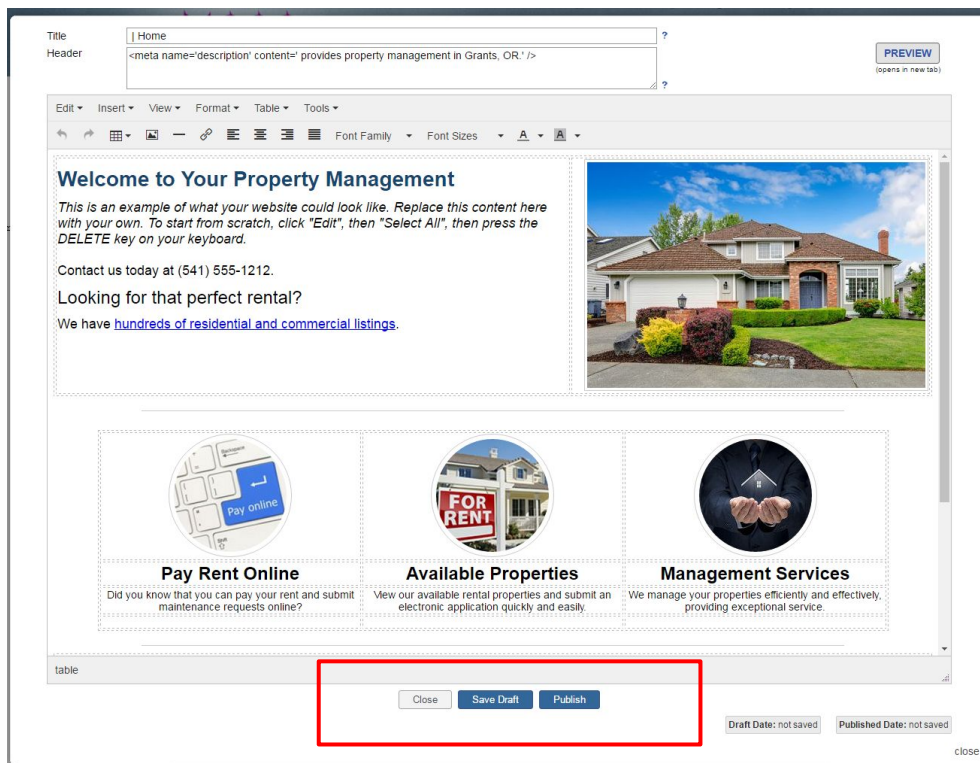 Title
| Home
?
Header
<meta name='description' content=' provides property management in Grants, OR.' />
?
PREVIEW
(opens in new tab)
Edit Insert View Format Table Tools
Font Family Font Sizes A A
Welcome to Your Property Management
This is an example of what your website could look like. Replace this content here
with your own. To start from scratch, click "Edit", then "Select All", then press the
DELETE key on your keyboard.
Contact us today at (541) 555-1212.
Looking for that perfect rental?
We have hundreds of residential and commercial listings.
Backspace
Pay online
Shift
FOR
RENT
Pay Rent Online
Did you know that you can pay your rent and submit
maintenance requests online?
Available Properties
View our available rental properties and submit an
electronic application quickly and easily.
Management Services
We manage your properties efficiently and effectively,
providing exceptional service.
table
Close Save Draft Publish
Draft Date: not saved Published Date: not saved
close